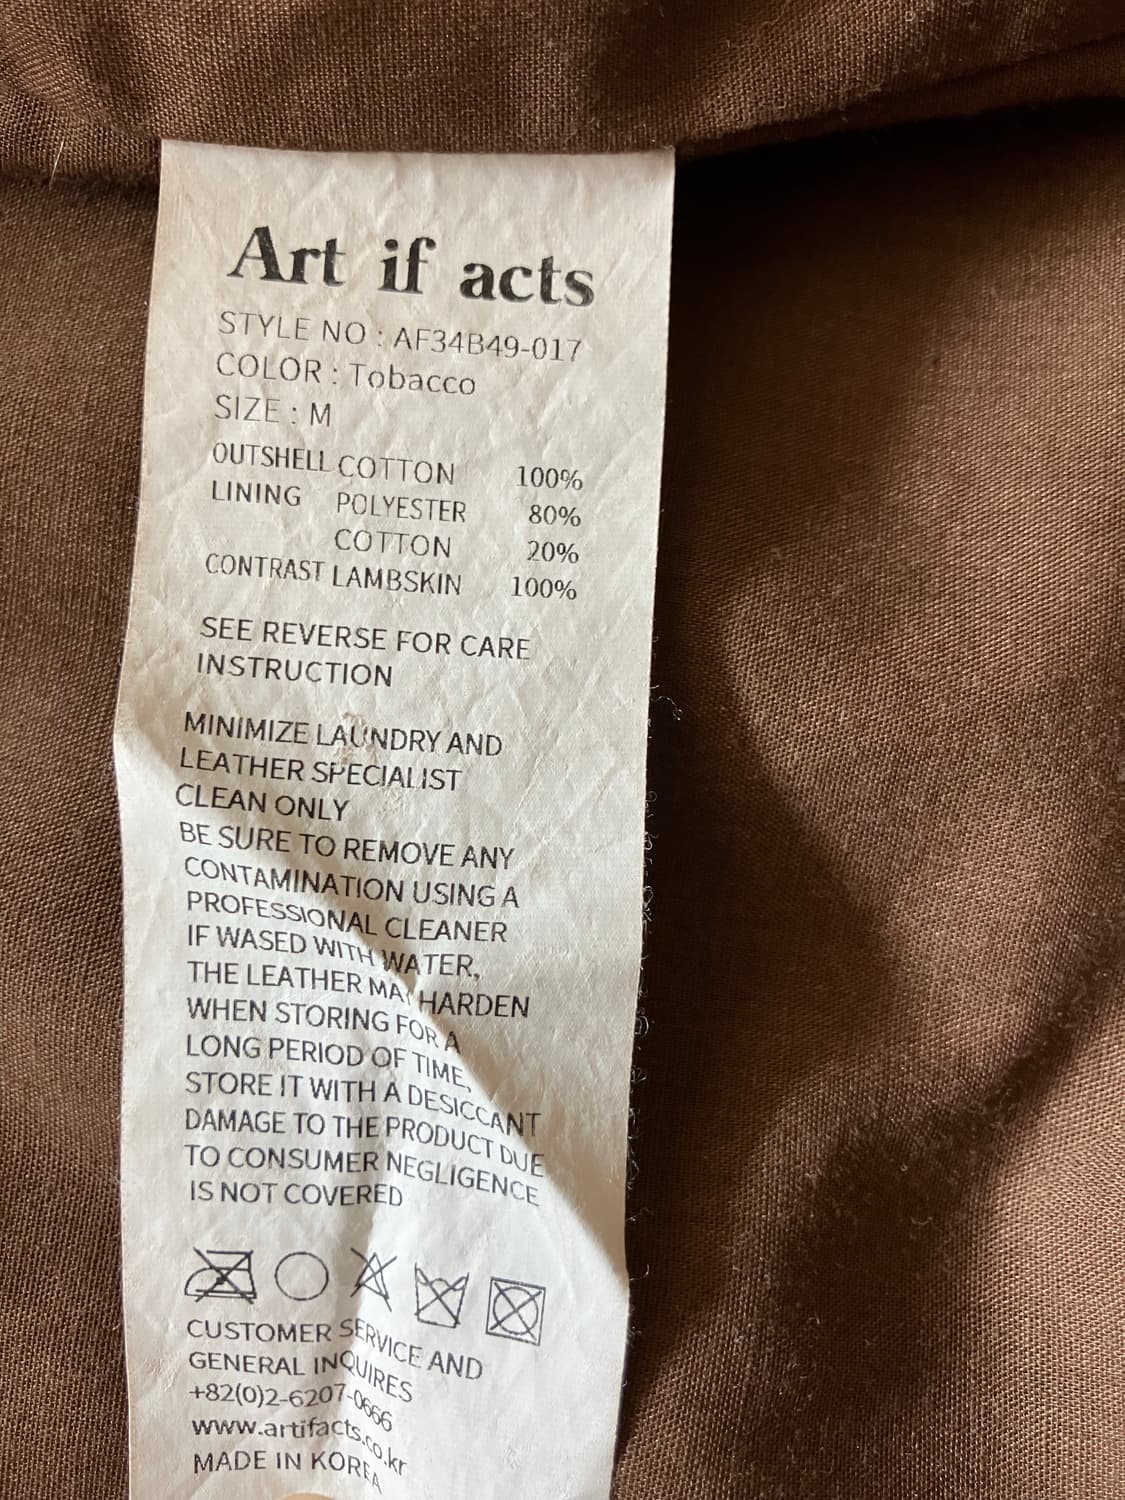 Art if acts
STYLE NO : AF34B49-017
COLOR : Tobacco
SIZE : M
OUTSHELL COTTON 100%
LINING POLYESTER 80%
COTTON 20%
CONTRAST LAMBSKIN 100%
SEE REVERSE FOR CARE
INSTRUCTION
MINIMIZE LAUNDRY AND
LEATHER SPECIALIST
CLEAN ONLY
BE SURE TO REMOVE ANY
CONTAMINATION USING A
PROFESSIONAL CLEANER
IF WASED WITH WATER,
THE LEATHER MAY HARDEN
WHEN STORING FOR A
LONG PERIOD OF TIME,
STORE IT WITH A DESICCANT
DAMAGE TO THE PRODUCT DUE
TO CONSUMER NEGLIGENCE
IS NOT COVERED
CUSTOMER SERVICE AND
GENERAL INQUIRES
+82(0)2-6207-0666
www.artifacts.co.kr
MADE IN KOREA